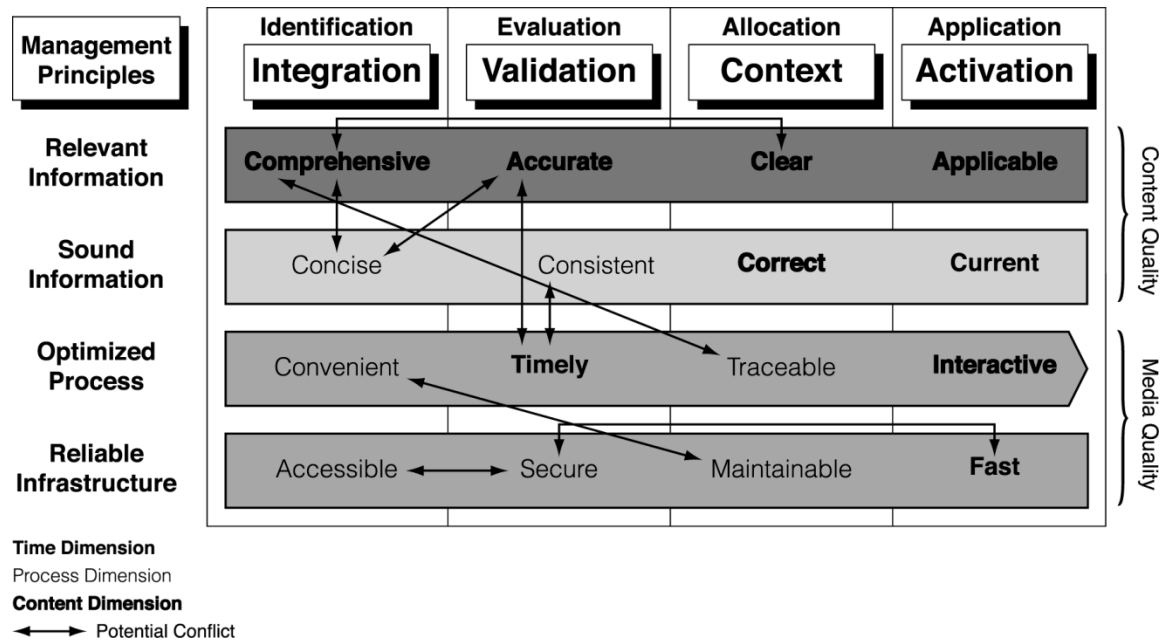 Management
Principles
Identification
Integration
Evaluation
Validation
Allocation
Context
Application
Activation
Relevant
Information
Comprehensive
Accurate
Clear
Applicable
Sound
Information
Concise
Consistent
Correct
Current
Content Quality
Optimized
Process
Convenient
Timely
Traceable
Interactive
Reliable
Infrastructure
Accessible
Secure
Maintainable
Fast
Media Quality
Time Dimension
Process Dimension
Content Dimension
Potential Conflict